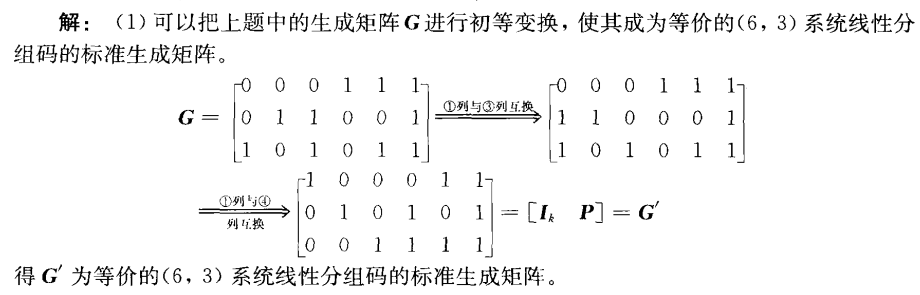 解：(1)可以把上题中的生成矩阵G进行初等变换，使其成为等价的(6，3)系统线性分
组码的标准生成矩阵。
0 0 0 1 1 1 ①列与③列互换 0 0 0 1 1 1
G = 0 1 1 0 0 1 1 1 0 0 0 1
1 0 1 0 1 1 1 0 1 0 1 1
①列与④ 1 0 0 0 1 1
列互换 0 1 0 1 0 1 = [Iₖ P] = G′
0 0 1 1 1 1
得G′为等价的(6，3)系统线性分组码的标准生成矩阵。